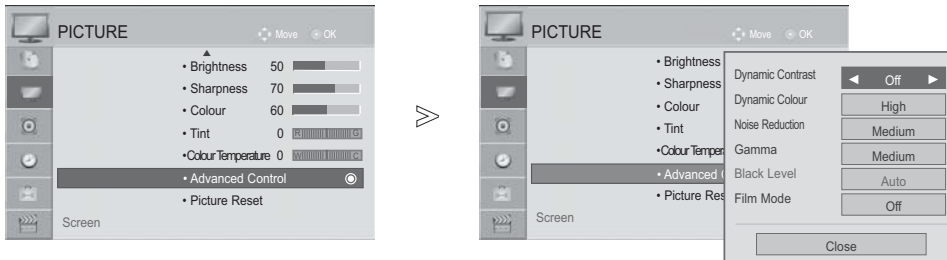 PICTURE
Move OK
• Brightness 50
• Sharpness 70
• Colour 60
• Tint 0 R G
•Colour Temperature 0 W C
• Advanced Control
• Picture Reset
Screen
PICTURE
Move OK
• Brightness
• Sharpness
• Colour
• Tint
•Colour Temper
• Advanced C
• Picture Res
Screen
Dynamic Contrast ◄ Off ►
Dynamic Colour High
Noise Reduction Medium
Gamma Medium
Black Level Auto
Film Mode Off
Close